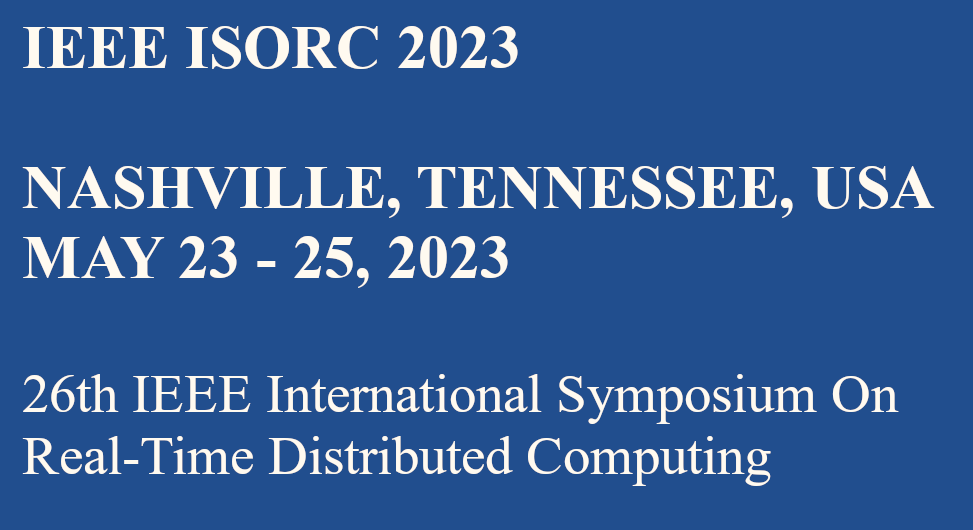 IEEE ISORC 2023
NASHVILLE, TENNESSEE, USA
MAY 23 - 25, 2023
26th IEEE International Symposium On
Real-Time Distributed Computing